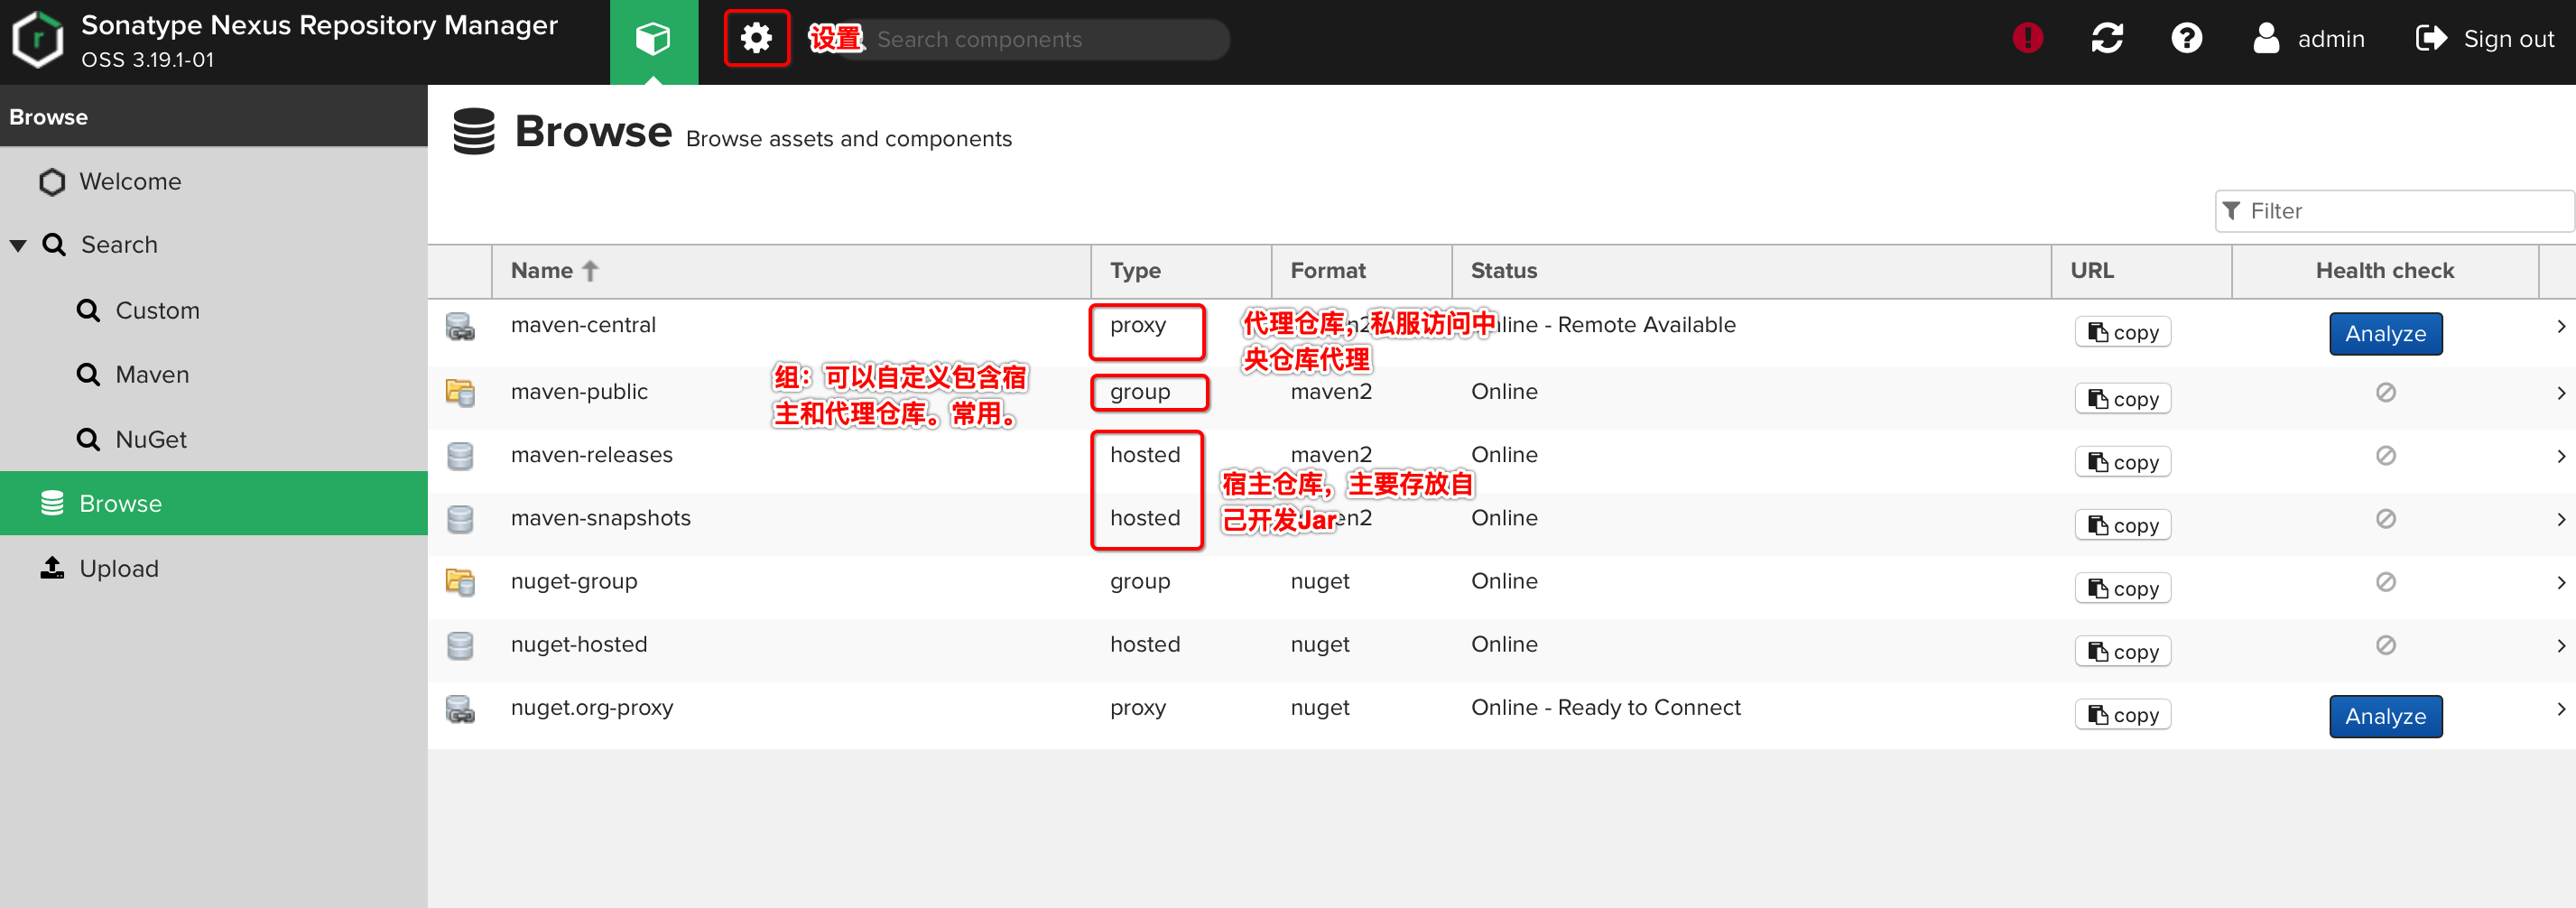 Sonatype Nexus Repository Manager
OSS 3.19.1-01
设置
Search components
admin
Sign out
Browse
Welcome
Search
Custom
Maven
NuGet
Browse
Upload
Browse Browse assets and components
Filter
Name Type Format Status URL Health check
maven-central proxy Online - Remote Available copy Analyze
代理仓库，私服访问中
央仓库代理
maven-public group maven2 Online copy
组：可以自定义包含宿
主和代理仓库。常用。
maven-releases hosted maven2 Online copy
宿主仓库，主要存放自
己开发Jar
maven-snapshots hosted Online copy
nuget-group group nuget Online copy
nuget-hosted hosted nuget Online copy
nuget.org-proxy proxy nuget Online - Ready to Connect copy Analyze